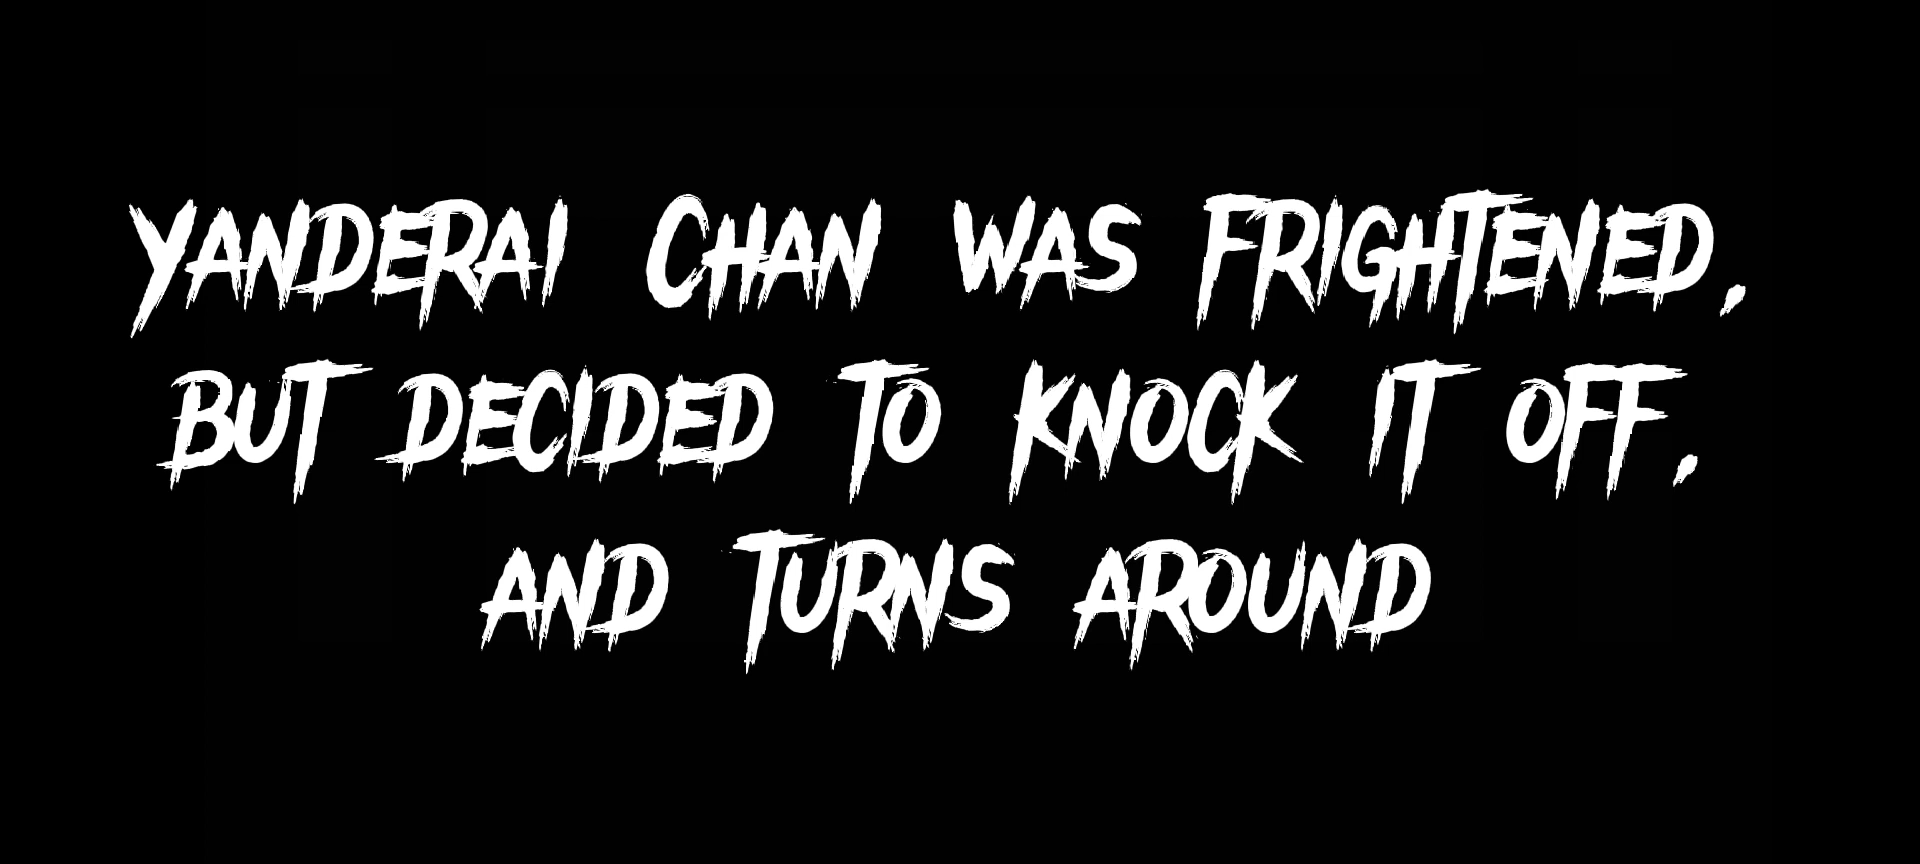 YANDERAI CHAN WAS FRIGHTENED,
BUT DECIDED TO KNOCK IT OFF,
AND TURNS AROUND